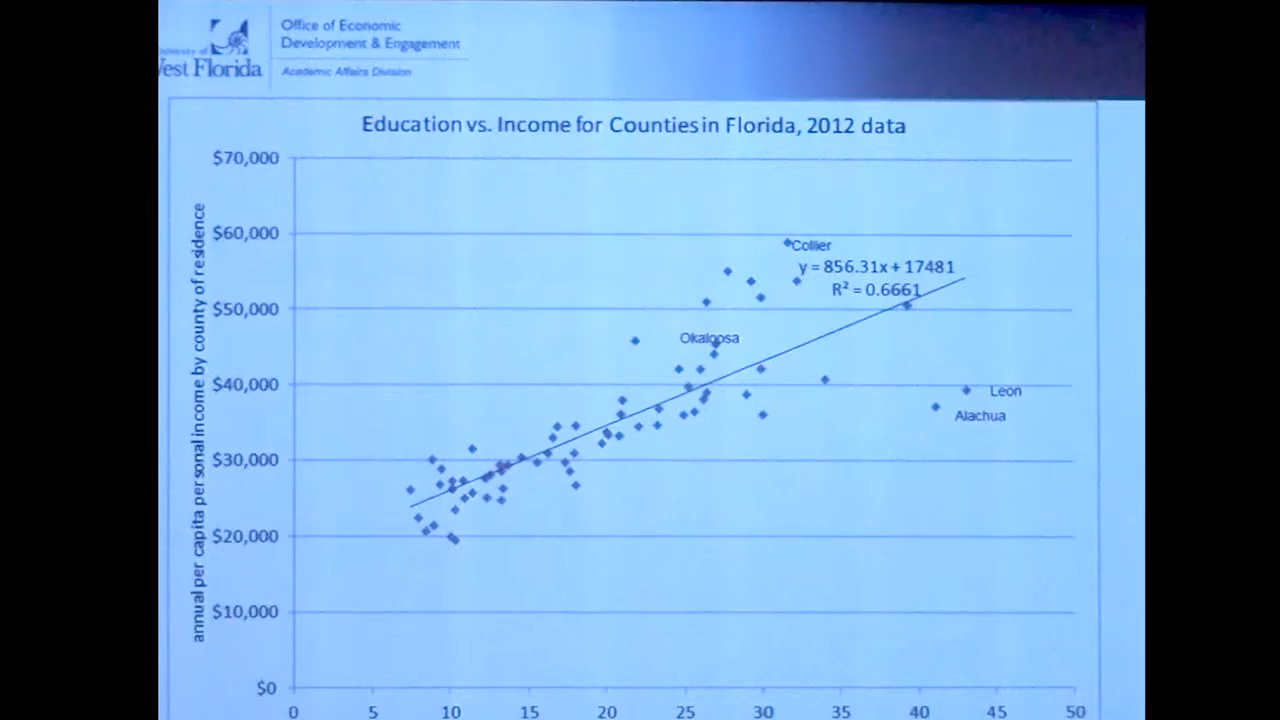 Office of Economic
Development & Engagement
University of
West Florida
Academic Affairs Division
Education vs. Income for Counties in Florida, 2012 data
annual per capita personal income by county of residence
$70,000
$60,000
$50,000
$40,000
$30,000
$20,000
$10,000
$0
Collier
y = 856.31x + 17481
R² = 0.6661
Okaloosa
Leon
Alachua
0 5 10 15 20 25 30 35 40 45 50